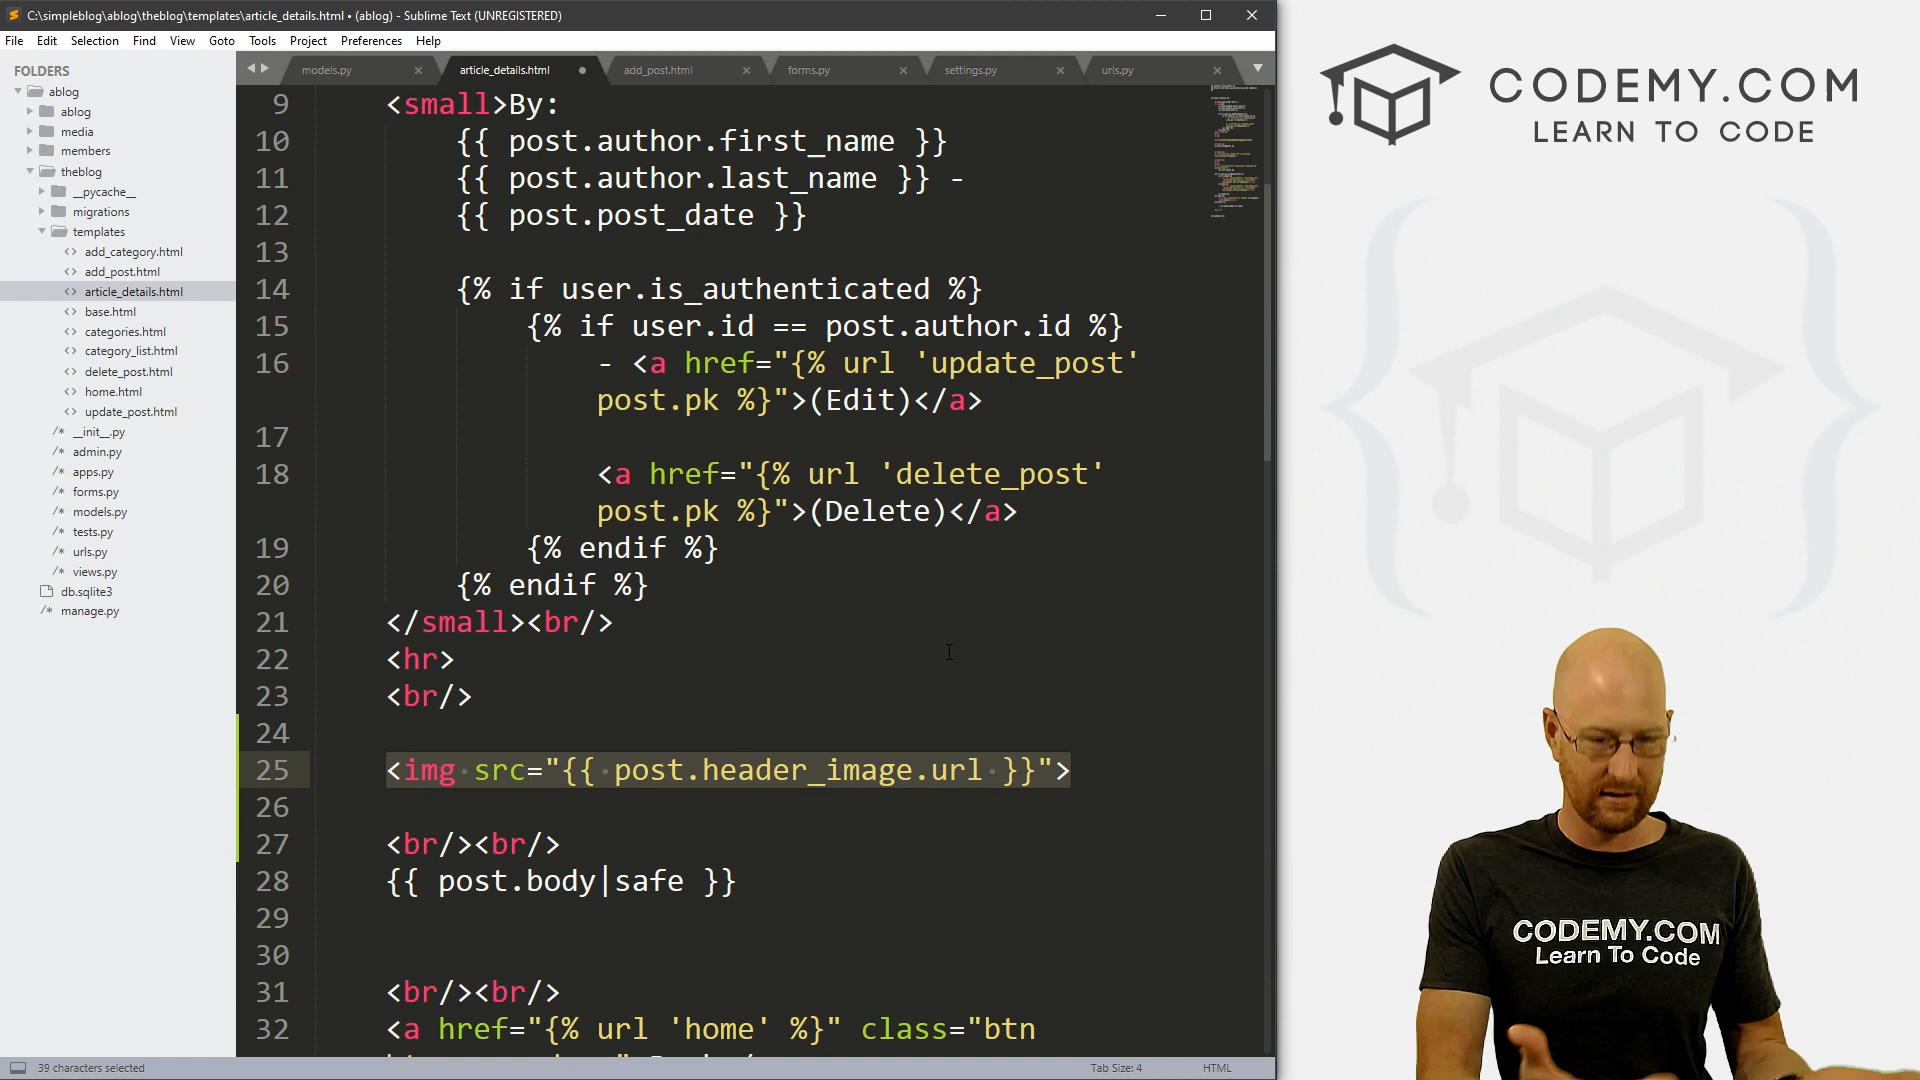 C:\simpleblog\ablog\theblog\templates\article_details.html • (ablog) - Sublime Text (UNREGISTERED)
File Edit Selection Find View Goto Tools Project Preferences Help
FOLDERS
ablog
ablog
media
members
theblog
__pycache__
migrations
templates
add_category.html
add_post.html
article_details.html
base.html
categories.html
category_list.html
delete_post.html
home.html
update_post.html
__init__.py
admin.py
apps.py
forms.py
models.py
tests.py
urls.py
views.py
db.sqlite3
manage.py
models.py article_details.html add_post.html forms.py settings.py urls.py
9 <small>By:
10 {{ post.author.first_name }}
11 {{ post.author.last_name }} -
12 {{ post.post_date }}
13
14 {% if user.is_authenticated %}
15 {% if user.id == post.author.id %}
16 - <a href="{% url 'update_post'
post.pk %}">(Edit)</a>
17
18 <a href="{% url 'delete_post'
post.pk %}">(Delete)</a>
19 {% endif %}
20 {% endif %}
21 </small><br/>
22 <hr>
23 <br/>
24
25 <img src="{{ post.header_image.url }}">
26
27 <br/><br/>
28 {{ post.body|safe }}
29
30
31 <br/><br/>
32 <a href="{% url 'home' %}" class="btn
39 characters selected
Tab Size: 4
HTML
CODEMY.COM
LEARN TO CODE
CODEMY.COM
Learn To Code